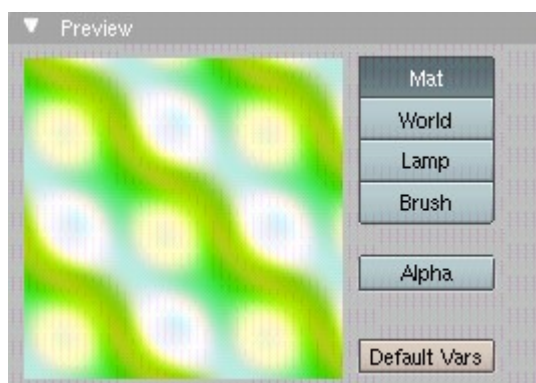 Preview
Mat
World
Lamp
Brush
Alpha
Default Vars